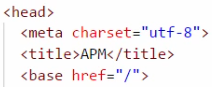 <head>
<meta charset="utf-8">
<title>APM</title>
<base href="/">